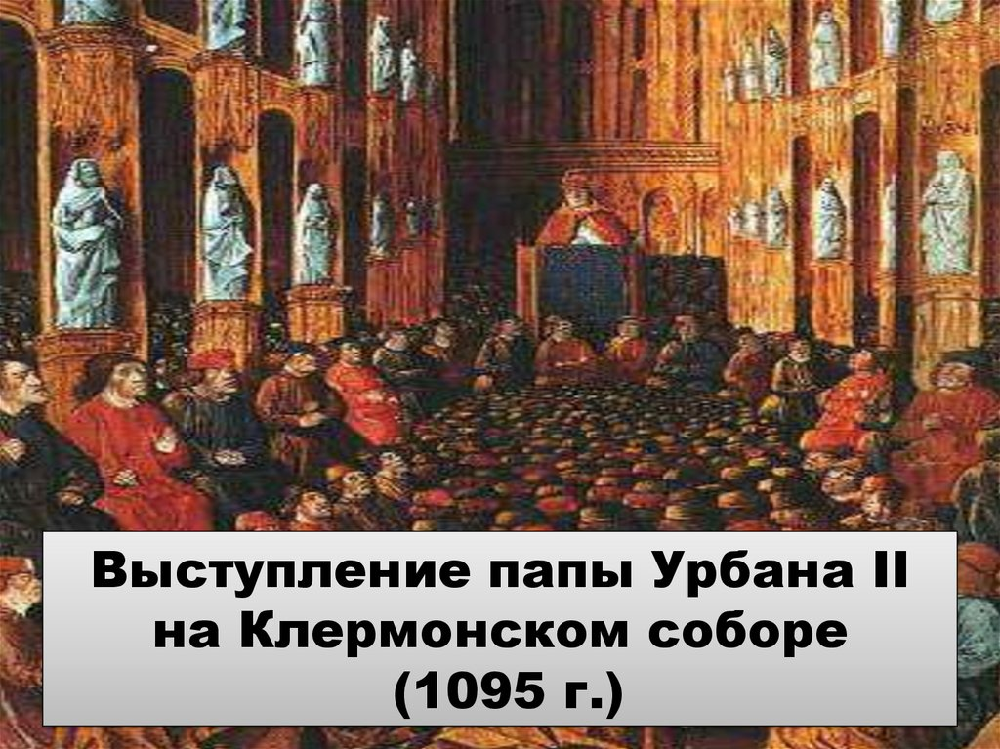 Выступление папы Урбана II
на Клермонском соборе
(1095 г.)